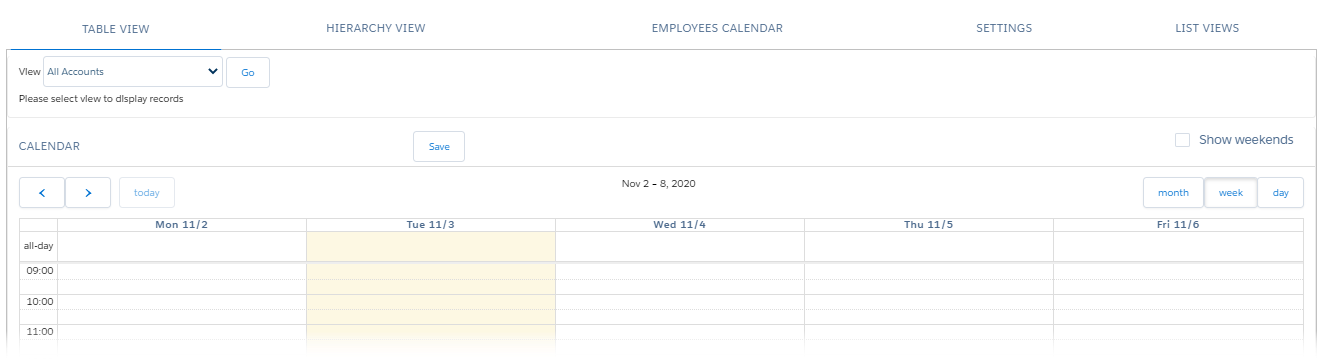 TABLE VIEW HIERARCHY VIEW EMPLOYEES CALENDAR SETTINGS LIST VIEWS
View All Accounts Go
Please select view to display records
CALENDAR Save Show weekends
today Nov 2 – 8, 2020 month week day
Mon 11/2 Tue 11/3 Wed 11/4 Thu 11/5 Fri 11/6
all-day
09:00
10:00
11:00